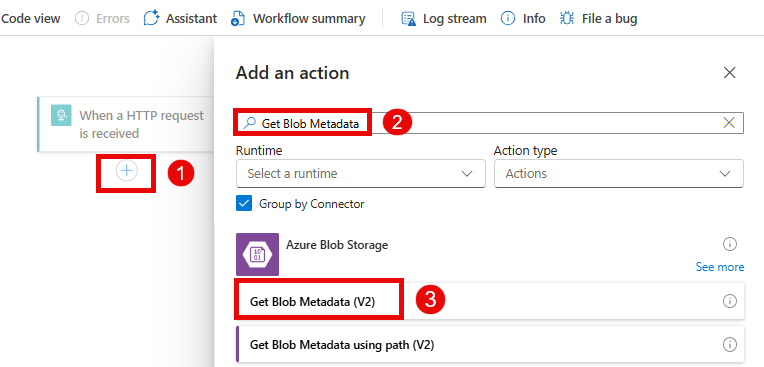 Code view Errors Assistant Workflow summary Log stream Info File a bug
Add an action
When a HTTP request
is received
1
Get Blob Metadata
2
Runtime Action type
Select a runtime Actions
Group by Connector
10
01
Azure Blob Storage
See more
Get Blob Metadata (V2)
3
Get Blob Metadata using path (V2)